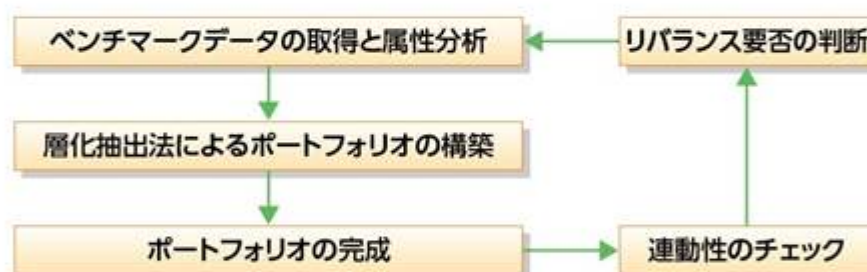 ベンチマークデータの取得と属性分析
リバランス要否の判断
層化抽出法によるポートフォリオの構築
ポートフォリオの完成
連動性のチェック